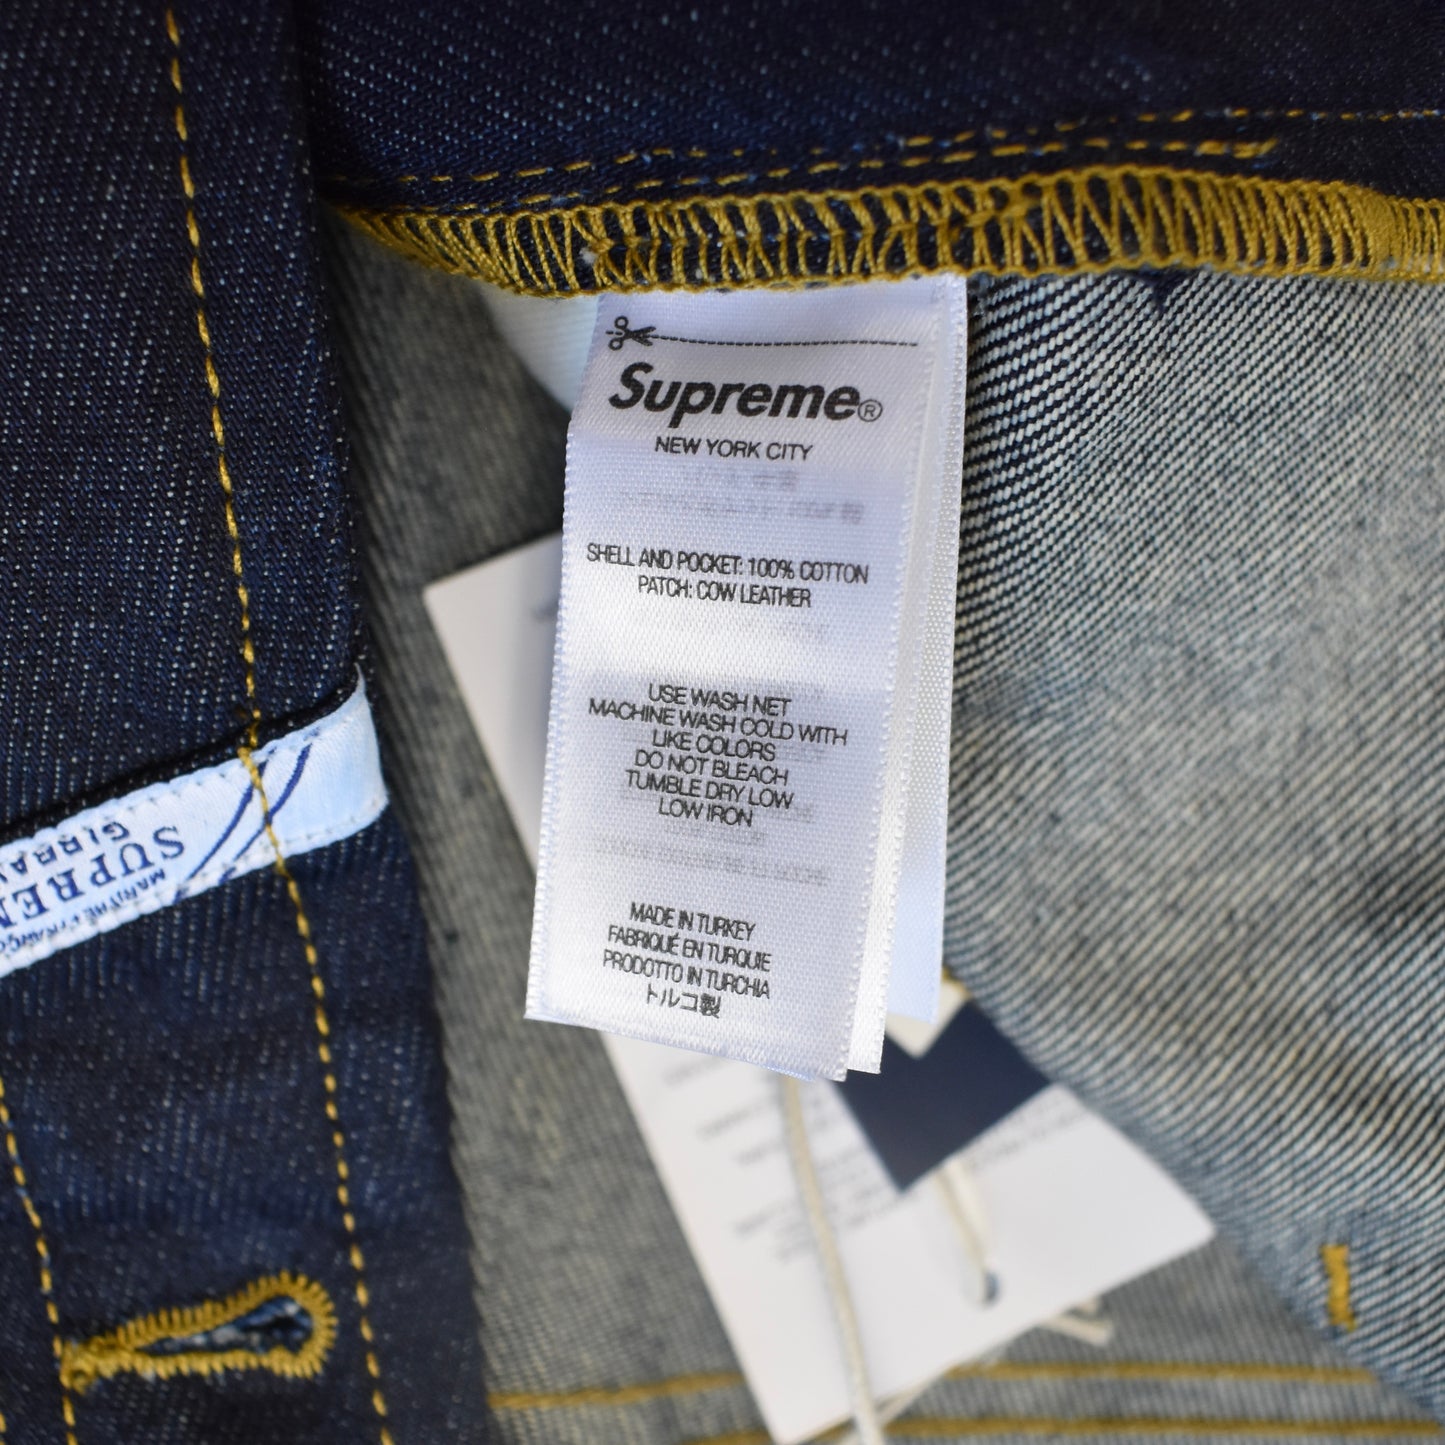 Supreme®
NEW YORK CITY
SHELL AND POCKET: 100% COTTON
PATCH: COW LEATHER
USE WASH NET
MACHINE WASH COLD WITH
LIKE COLORS
DO NOT BLEACH
TUMBLE DRY LOW
LOW IRON
MADE IN TURKEY
FABRIQUÉ EN TURQUIE
PRODOTTO IN TURCHIA
トルコ製